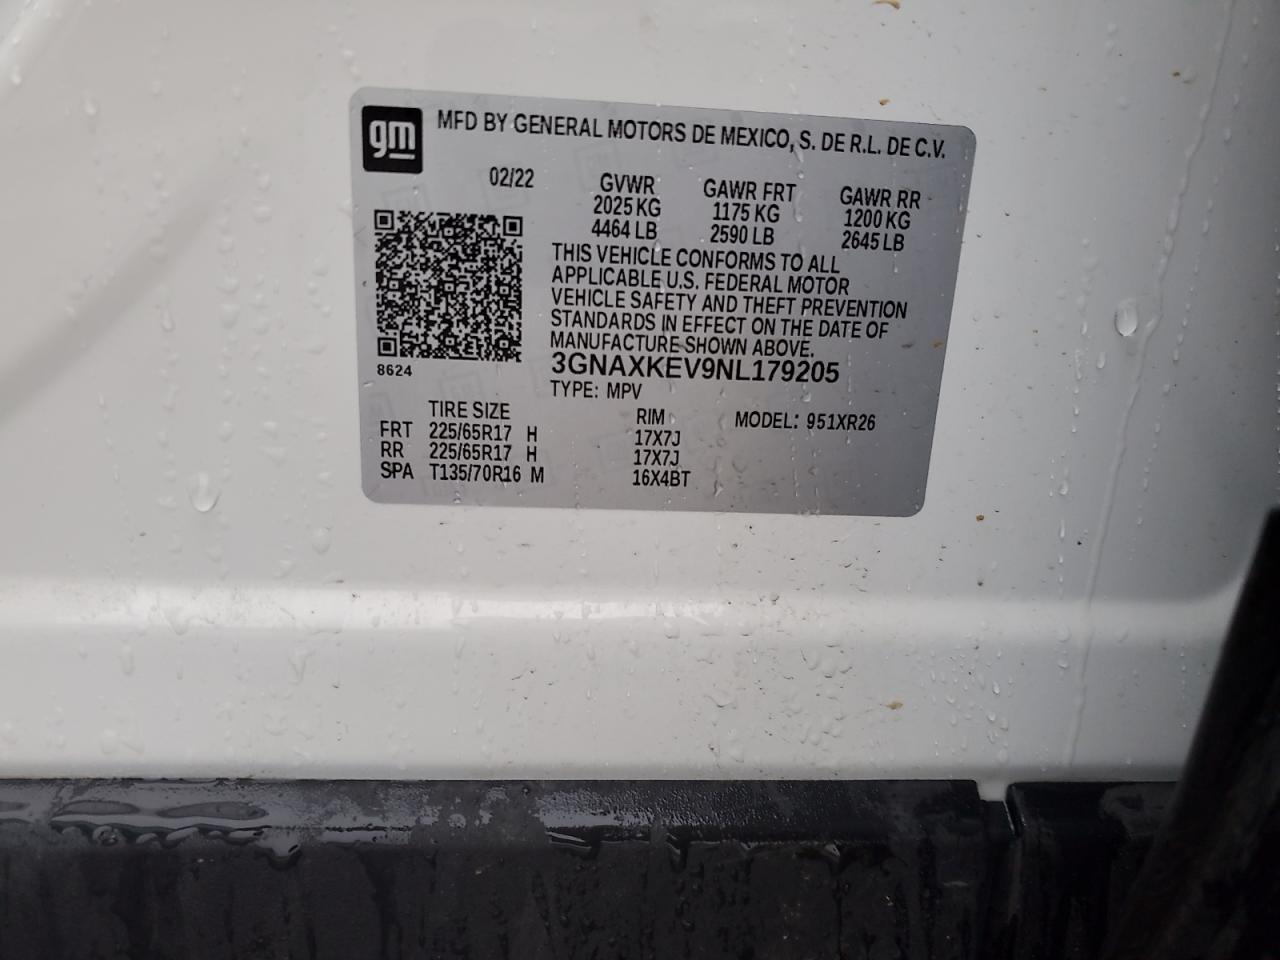 gm
MFD BY GENERAL MOTORS DE MEXICO, S. DE R.L. DE C.V.
02/22 GVWR GAWR FRT GAWR RR
2025 KG 1175 KG 1200 KG
4464 LB 2590 LB 2645 LB
THIS VEHICLE CONFORMS TO ALL
APPLICABLE U.S. FEDERAL MOTOR
VEHICLE SAFETY AND THEFT PREVENTION
STANDARDS IN EFFECT ON THE DATE OF
MANUFACTURE SHOWN ABOVE.
8624
3GNAXKEV9NL179205
TYPE: MPV
TIRE SIZE RIM MODEL: 951XR26
FRT 225/65R17 H 17X7J
RR 225/65R17 H 17X7J
SPA T135/70R16 M 16X4BT